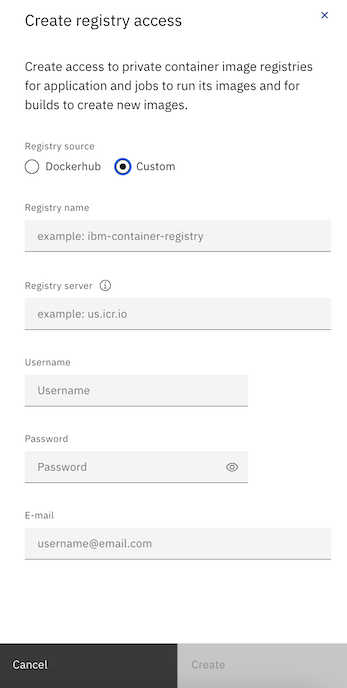 Create registry access
Create access to private container image registries
for application and jobs to run its images and for
builds to create new images.
Registry source
Dockerhub Custom
Registry name
example: ibm-container-registry
Registry server
example: us.icr.io
Username
Username
Password
Password
E-mail
username@email.com
Cancel Create